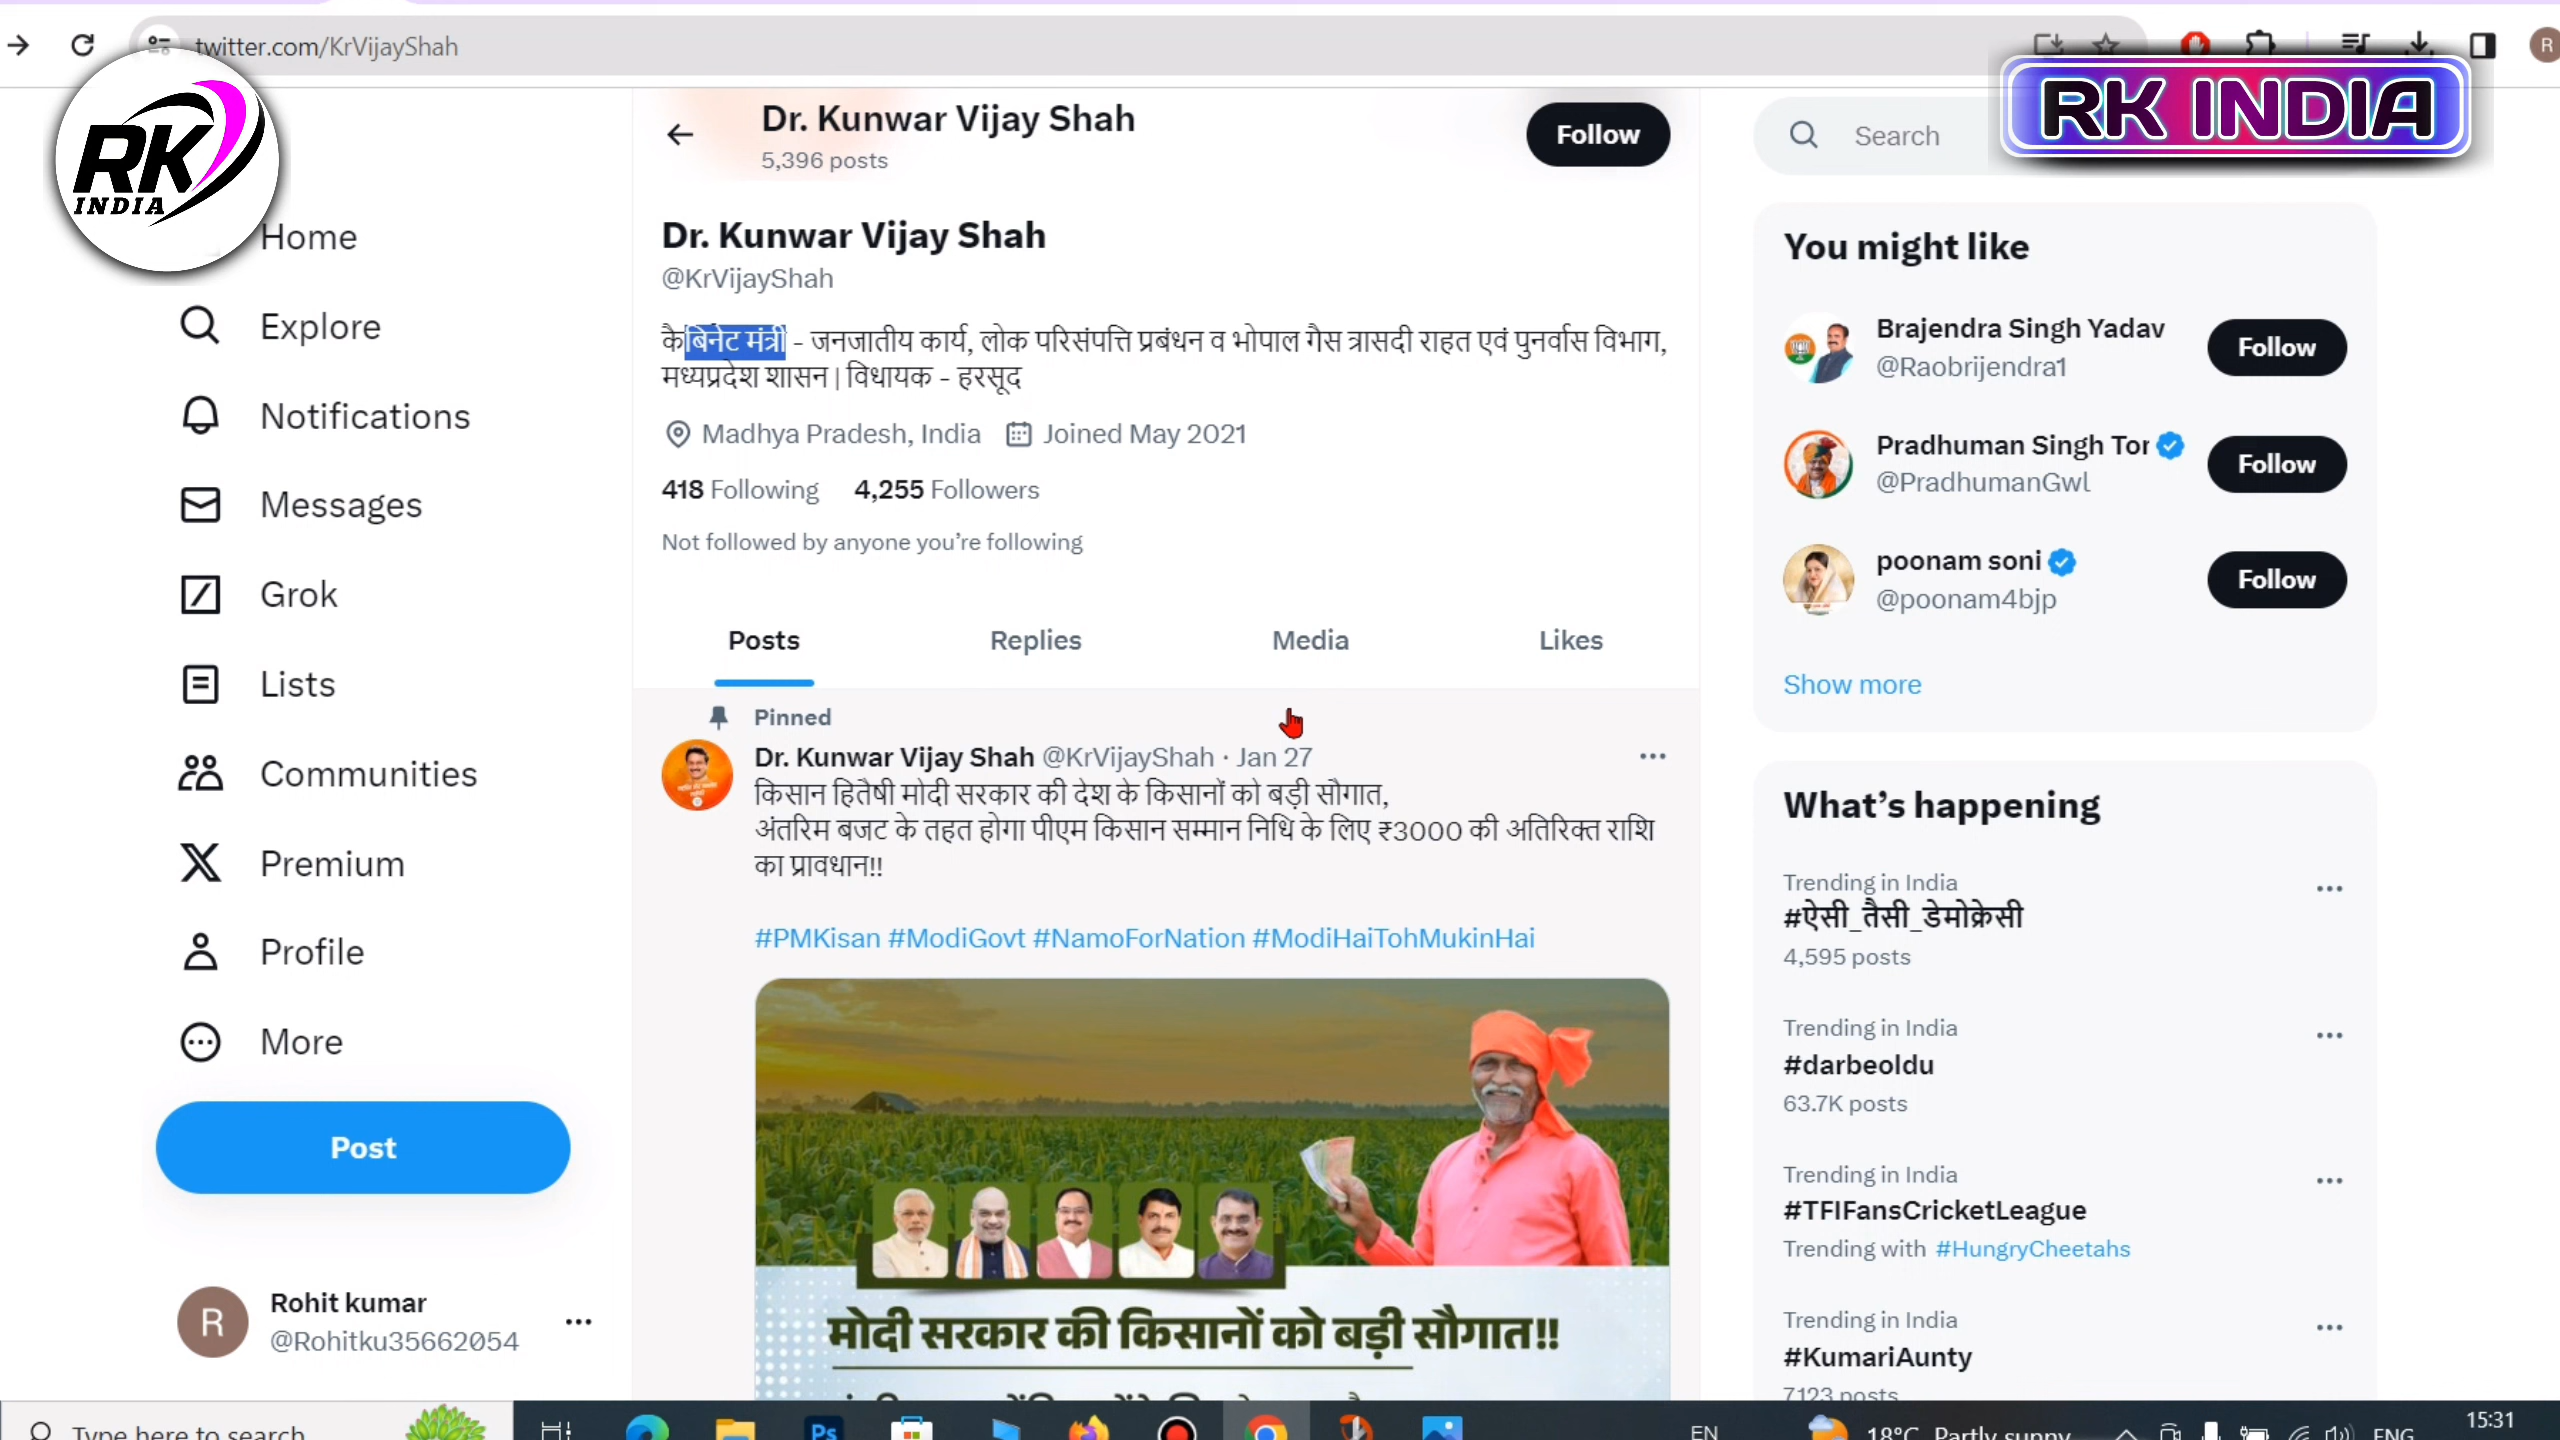 twitter.com/KrVijayShah
R
RK
INDIA
RK INDIA
Home
Explore
Notifications
Messages
Grok
Lists
Communities
Premium
Profile
More
Post
Rohit kumar
@Rohitku35662054
R
Dr. Kunwar Vijay Shah
5,396 posts
Follow
Dr. Kunwar Vijay Shah
@KrVijayShah
कैबिनेट मंत्री - जनजातीय कार्य, लोक परिसंपत्ति प्रबंधन व भोपाल गैस त्रासदी राहत एवं पुनर्वास विभाग,
मध्यप्रदेश शासन | विधायक - हरसूद
Madhya Pradesh, India Joined May 2021
418 Following 4,255 Followers
Not followed by anyone you’re following
Posts Replies Media Likes
Pinned
Dr. Kunwar Vijay Shah @KrVijayShah · Jan 27
किसान हितैषी मोदी सरकार की देश के किसानों को बड़ी सौगात,
अंतरिम बजट के तहत होगा पीएम किसान सम्मान निधि के लिए ₹3000 की अतिरिक्त राशि
का प्रावधान!!
#PMKisan #ModiGovt #NamoForNation #ModiHaiTohMukinHai
मोदी सरकार की किसानों को बड़ी सौगात!!
Search
You might like
Brajendra Singh Yadav
@Raobrijendra1
Follow
Pradhuman Singh Tor
@PradhumanGwl
Follow
poonam soni
@poonam4bjp
Follow
Show more
What’s happening
Trending in India
#ऐसी_तैसी_डेमोक्रेसी
4,595 posts
Trending in India
#darbeoldu
63.7K posts
Trending in India
#TFIFansCricketLeague
Trending with #HungryCheetahs
Trending in India
#KumariAunty
7123 posts
Type here to search
Ps
EN
18°C Partly sunny
ENG
15:31